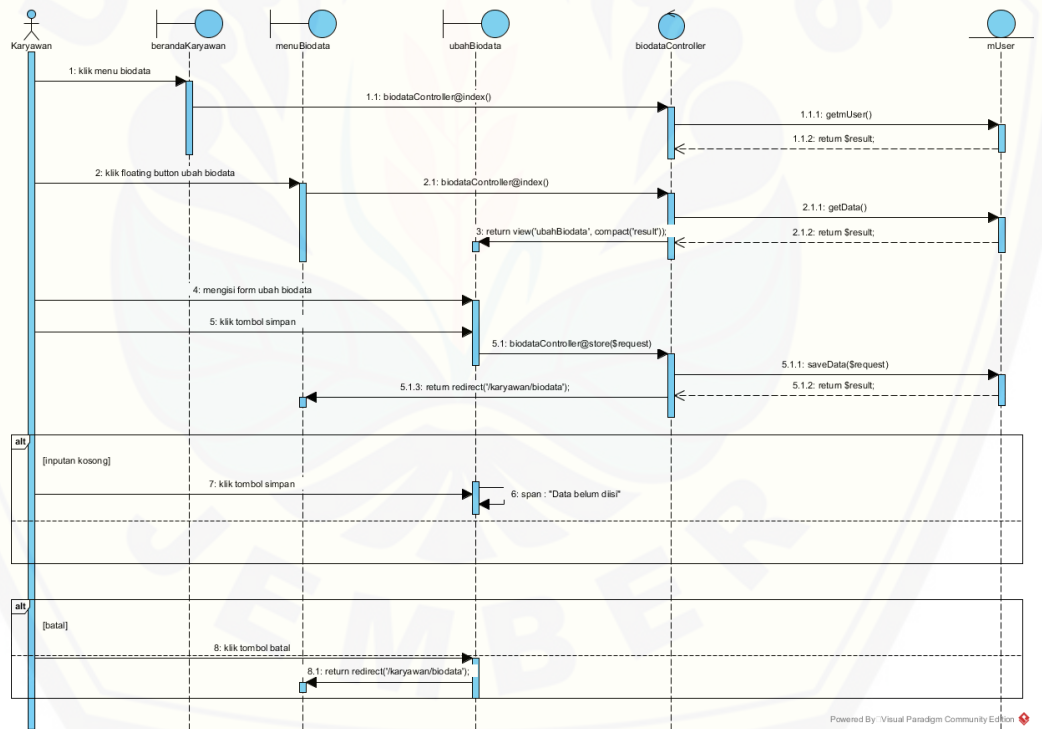 Karyawan
berandaKaryawan
menuBiodata
ubahBiodata
biodataController
mUser
1: klik menu biodata
1.1: biodataController@index()
1.1.1: getmUser()
1.1.2: return $result;
2: klik floating button ubah biodata
2.1: biodataController@index()
2.1.1: getData()
3: return view('ubahBiodata', compact('result'));
2.1.2: return $result;
4: mengisi form ubah biodata
5: klik tombol simpan
5.1: biodataController@store($request)
5.1.1: saveData($request)
5.1.3: return redirect('/karyawan/biodata');
5.1.2: return $result;
alt
[inputan kosong]
7: klik tombol simpan
6: span : "Data belum diisi"
alt
[batal]
8: klik tombol batal
8.1: return redirect('/karyawan/biodata');
JEMBER
Powered By Visual Paradigm Community Edition